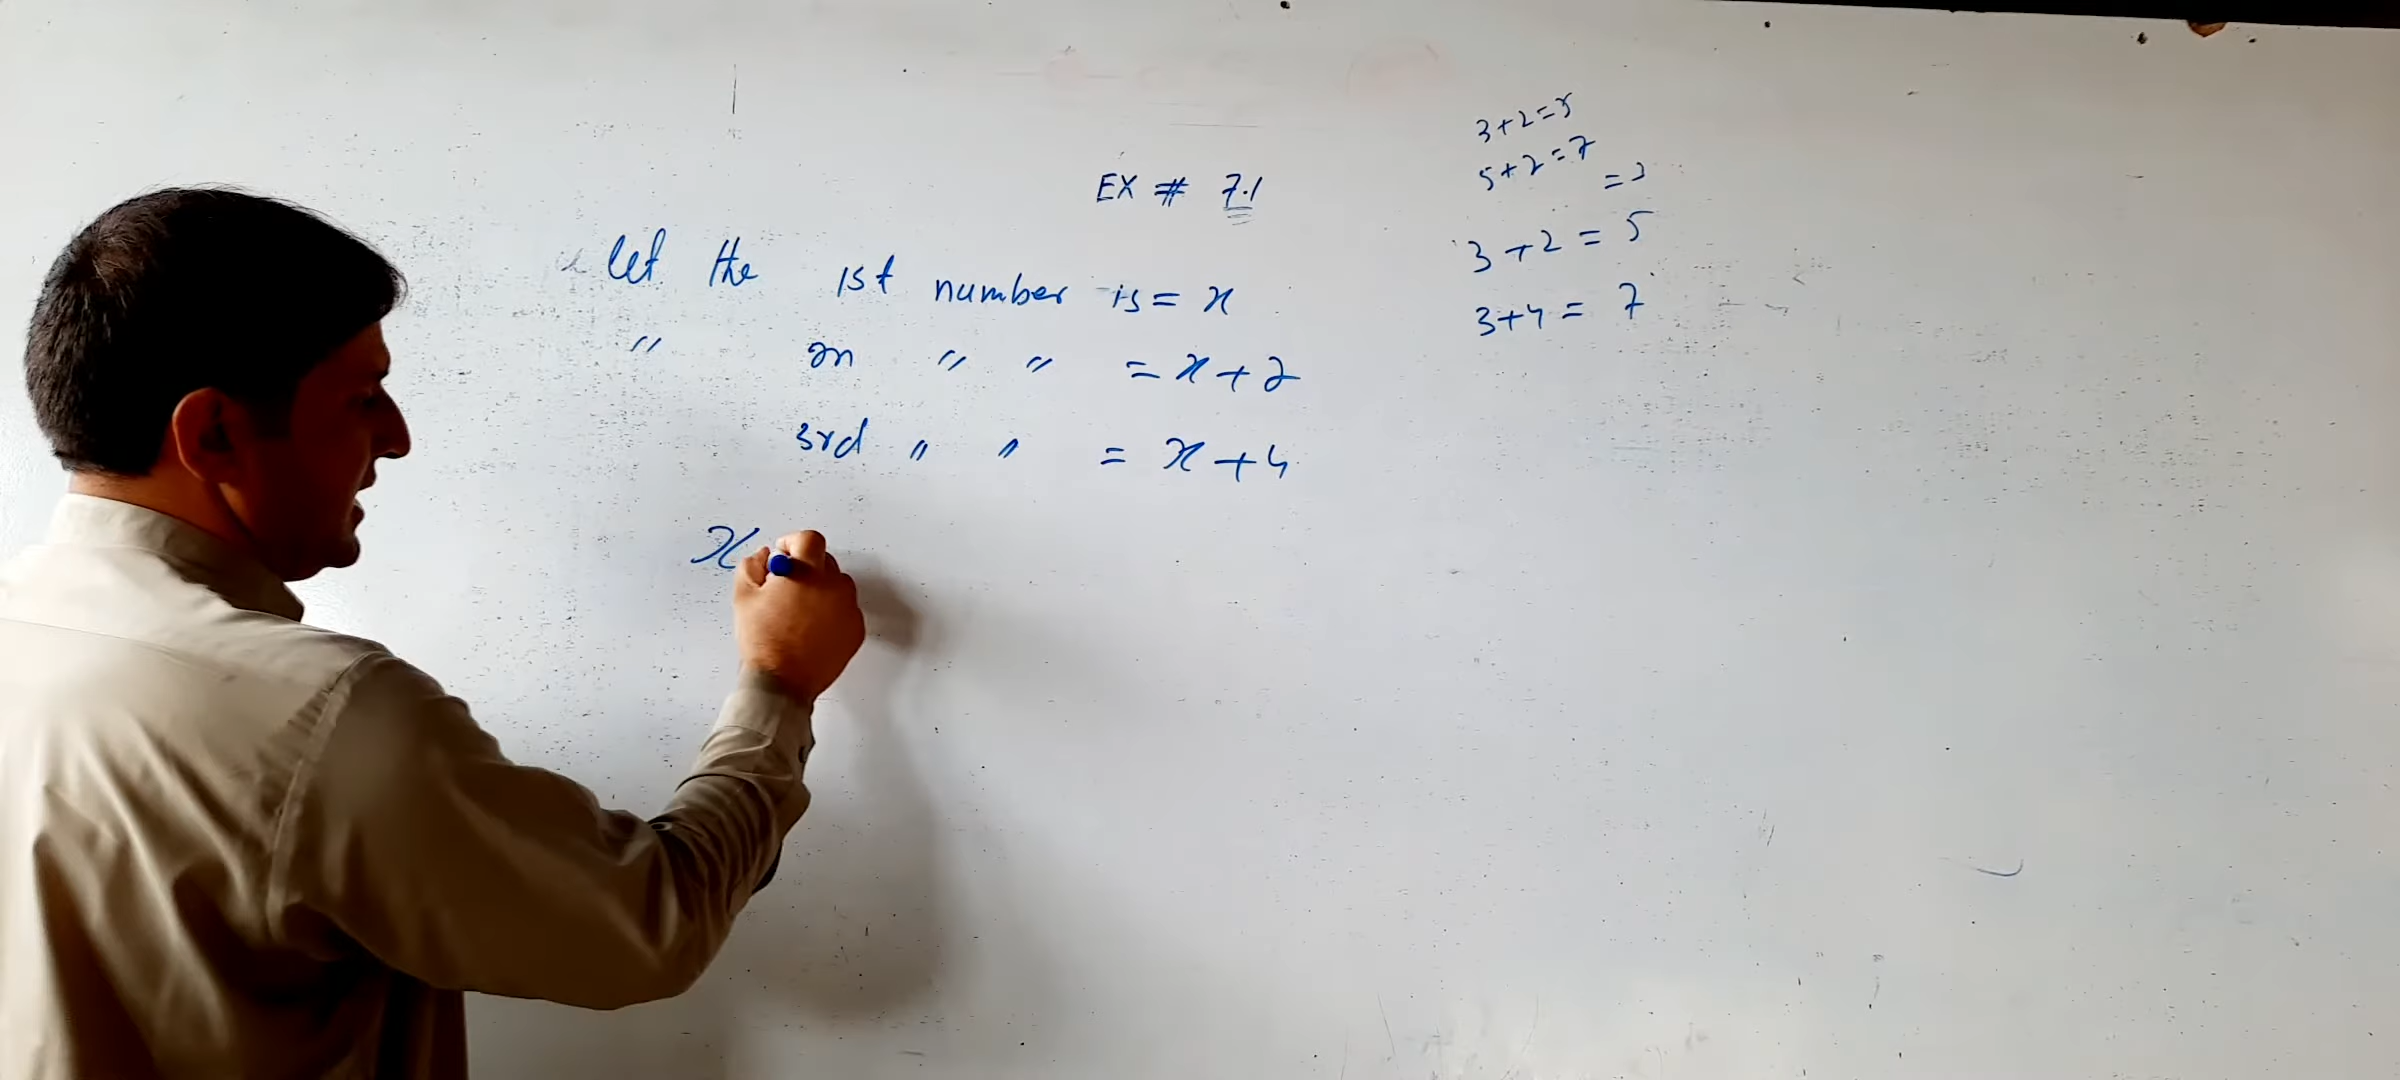 EX # 7.1
let the 1st number is = x
〃 2n 〃 〃 = x + 2
3rd 〃 〃 = x + 4
x
3+2=5
5+2=7
3+2=5
3+4=7